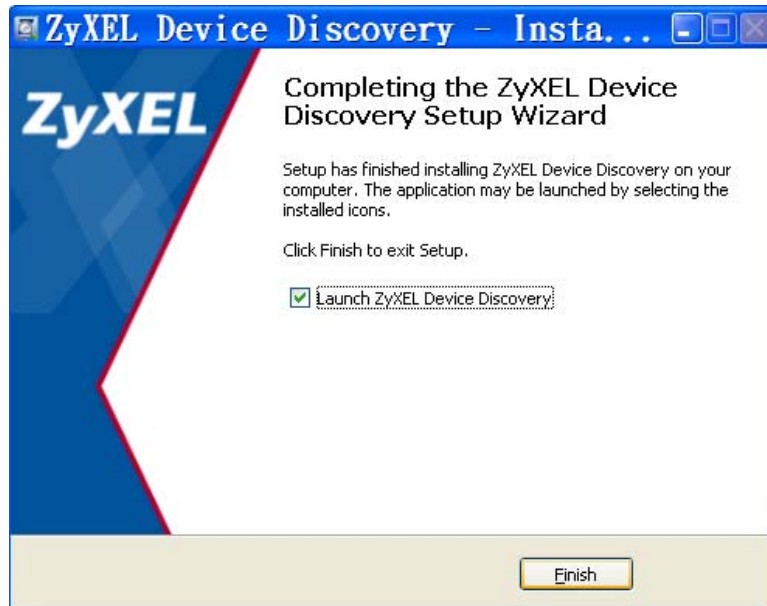 ZyXEL Device Discovery - Insta...
ZyXEL
Completing the ZyXEL Device
Discovery Setup Wizard
Setup has finished installing ZyXEL Device Discovery on your
computer. The application may be launched by selecting the
installed icons.
Click Finish to exit Setup.
Launch ZyXEL Device Discovery
Finish